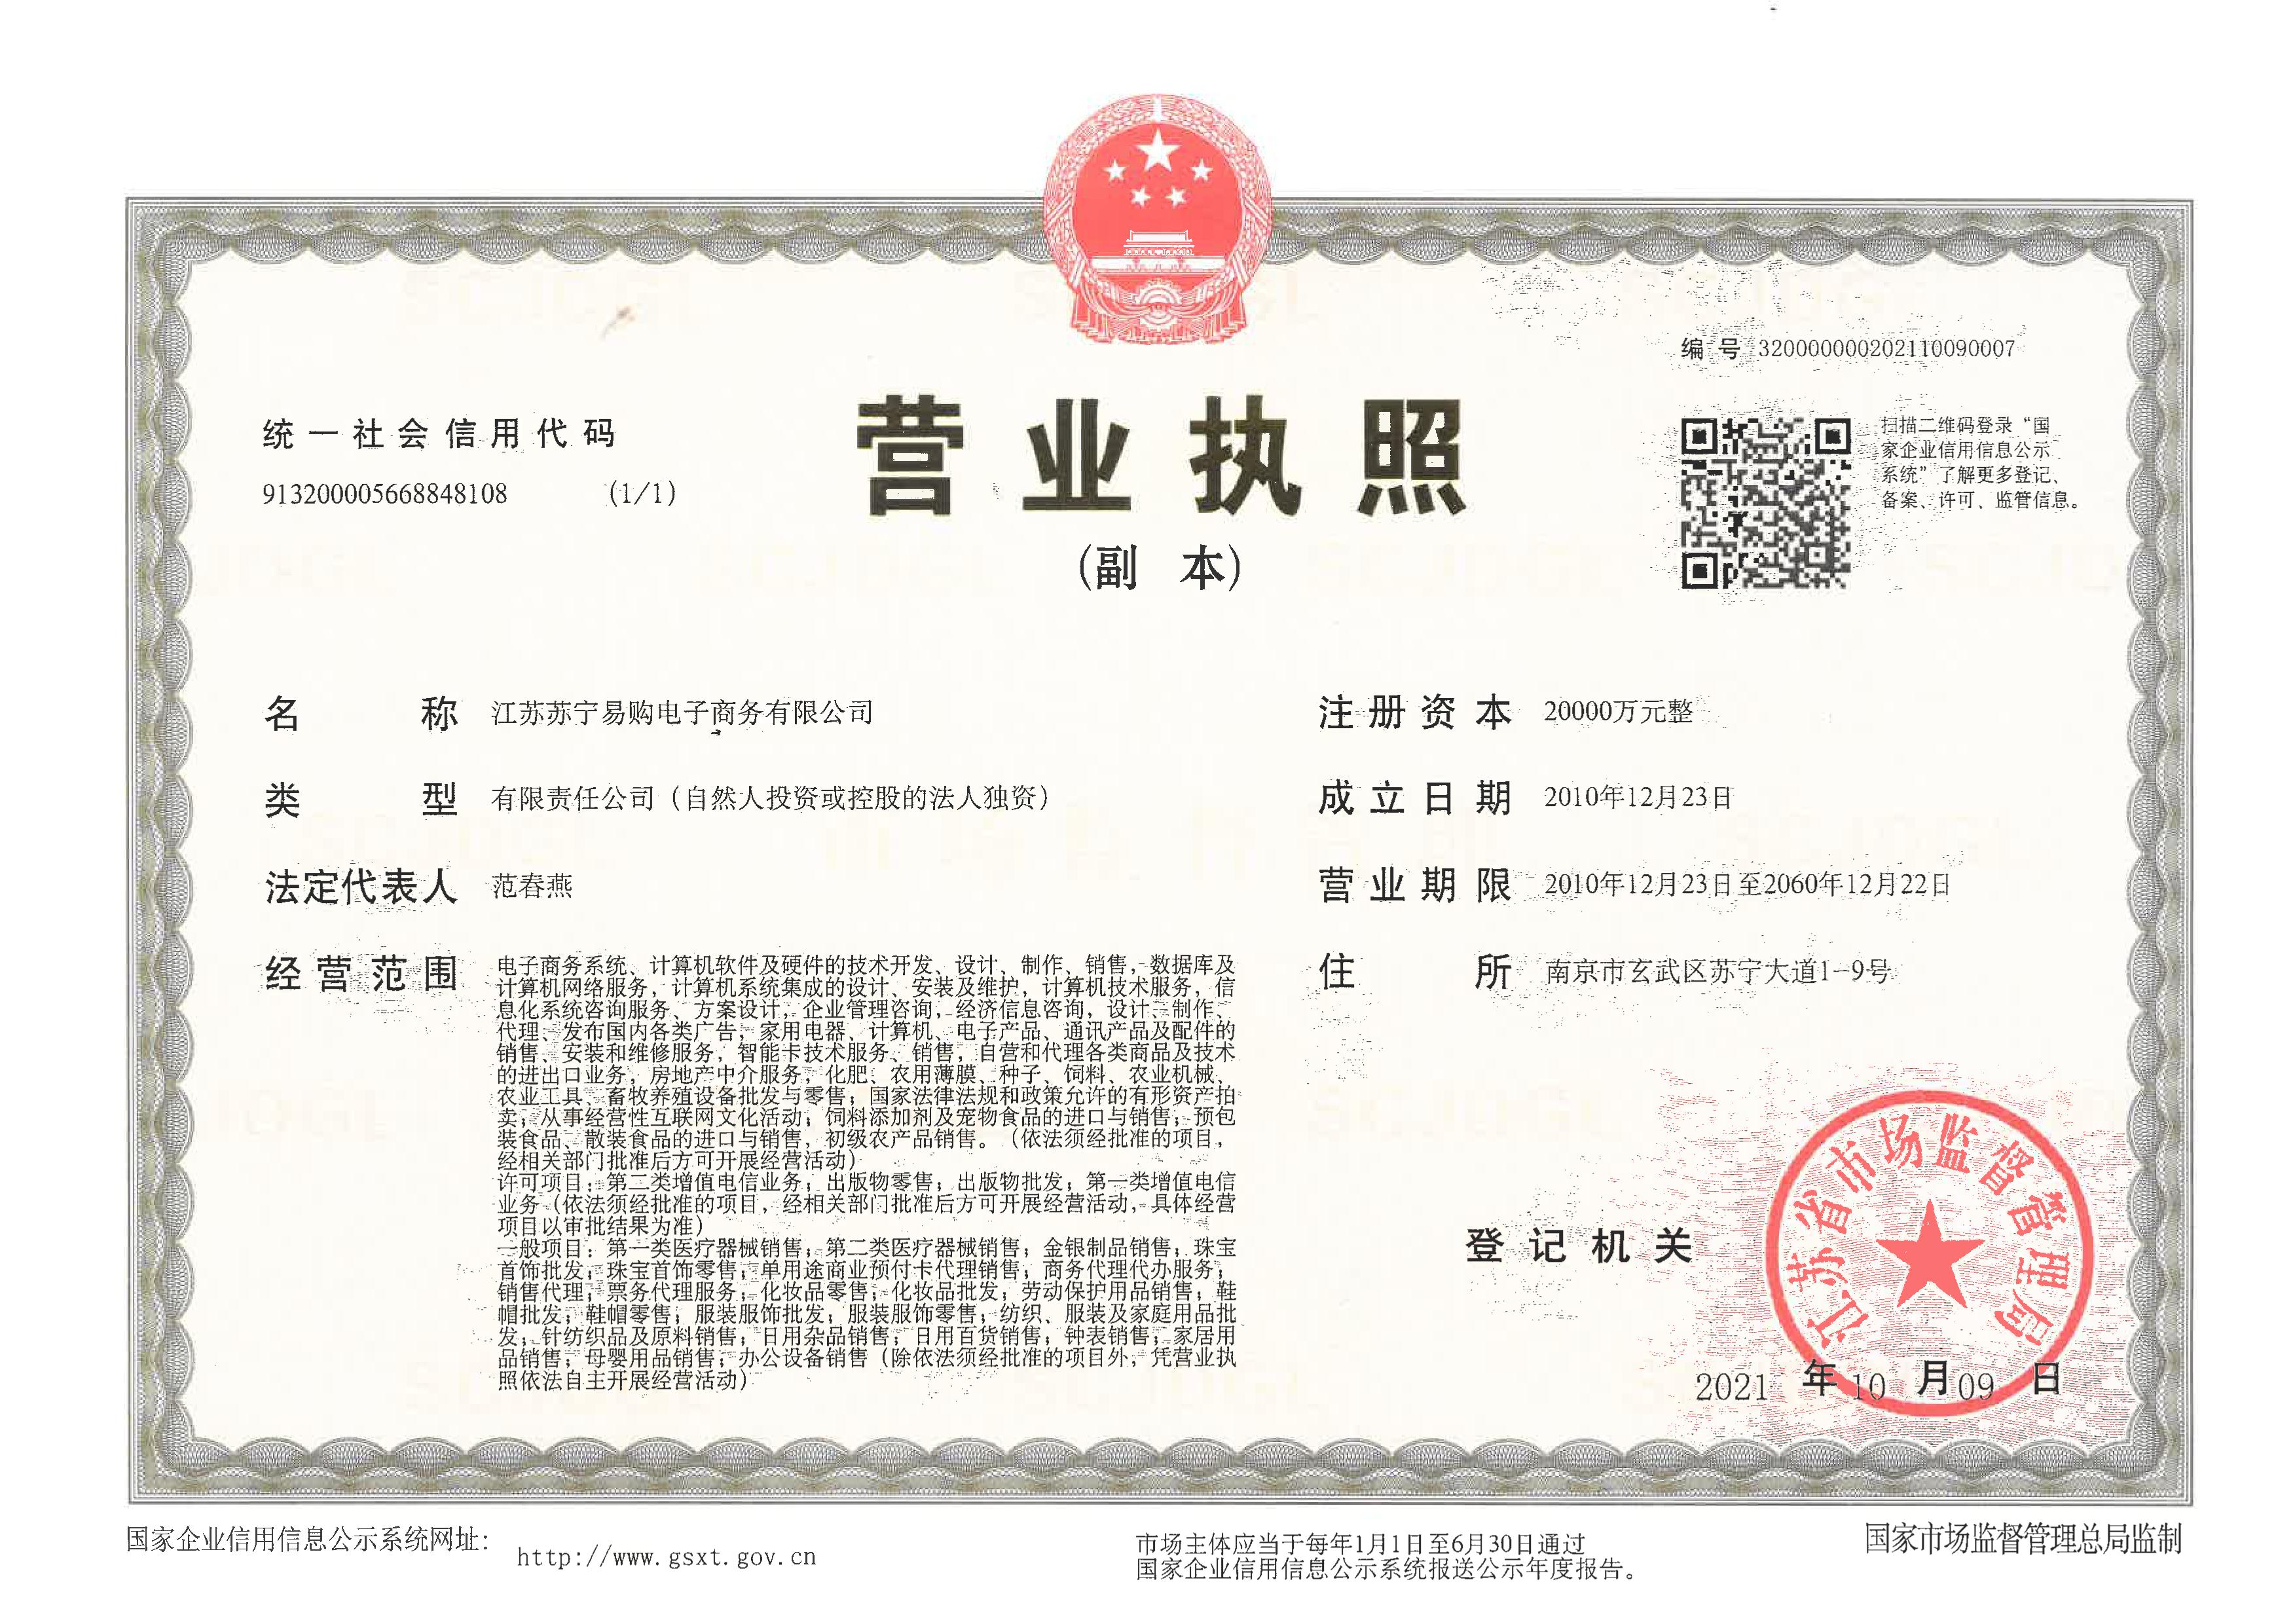 编号 320000000202110090007
统一社会信用代码
913200005668848108 (1/1)
营业执照
(副 本)
扫描二维码登录“国
家企业信用信息公示
系统”了解更多登记、
备案、许可、监管信息。
名称 江苏苏宁易购电子商务有限公司
类型 有限责任公司（自然人投资或控股的法人独资）
法定代表人 范春燕
经营范围 电子商务系统、计算机软件及硬件的技术开发、设计、制作、销售，数据库及
计算机网络服务，计算机系统集成的设计、安装及维护，计算机技术服务，信
息化系统咨询服务、方案设计，企业管理咨询，经济信息咨询，设计、制作、
代理、发布国内各类广告；家用电器、计算机、电子产品、通讯产品及配件的
销售、安装和维修服务，智能卡技术服务、销售，自营和代理各类商品及技术
的进出口业务，房地产中介服务，化肥、农用薄膜、种子、饲料、农业机械、
农业工具、畜牧养殖设备批发与零售；国家法律法规和政策允许的有形资产拍
卖；从事经营性互联网文化活动；饲料添加剂及宠物食品的进口与销售；预包
装食品、散装食品的进口与销售，初级农产品销售。（依法须经批准的项目，
经相关部门批准后方可开展经营活动）
许可项目：第二类增值电信业务；出版物零售；出版物批发；第一类增值电信
业务（依法须经批准的项目，经相关部门批准后方可开展经营活动，具体经营
项目以审批结果为准）
一般项目：第一类医疗器械销售；第二类医疗器械销售；金银制品销售；珠宝
首饰批发；珠宝首饰零售；单用途商业预付卡代理销售；商务代理代办服务；
销售代理；票务代理服务；化妆品零售；化妆品批发；劳动保护用品销售；鞋
帽批发；鞋帽零售；服装服饰批发；服装服饰零售；纺织、服装及家庭用品批
发；针纺织品及原料销售；日用杂品销售；日用百货销售；钟表销售；家居用
品销售；母婴用品销售；办公设备销售（除依法须经批准的项目外，凭营业执
照依法自主开展经营活动）
注册资本 20000万元整
成立日期 2010年12月23日
营业期限 2010年12月23日至2060年12月22日
住所 南京市玄武区苏宁大道1-9号
登记机关
江苏省市场监督管理局
2021 年 10 月 09 日
国家企业信用信息公示系统网址： http://www.gsxt.gov.cn
市场主体应当于每年1月1日至6月30日通过
国家企业信用信息公示系统报送公示年度报告。
国家市场监督管理总局监制